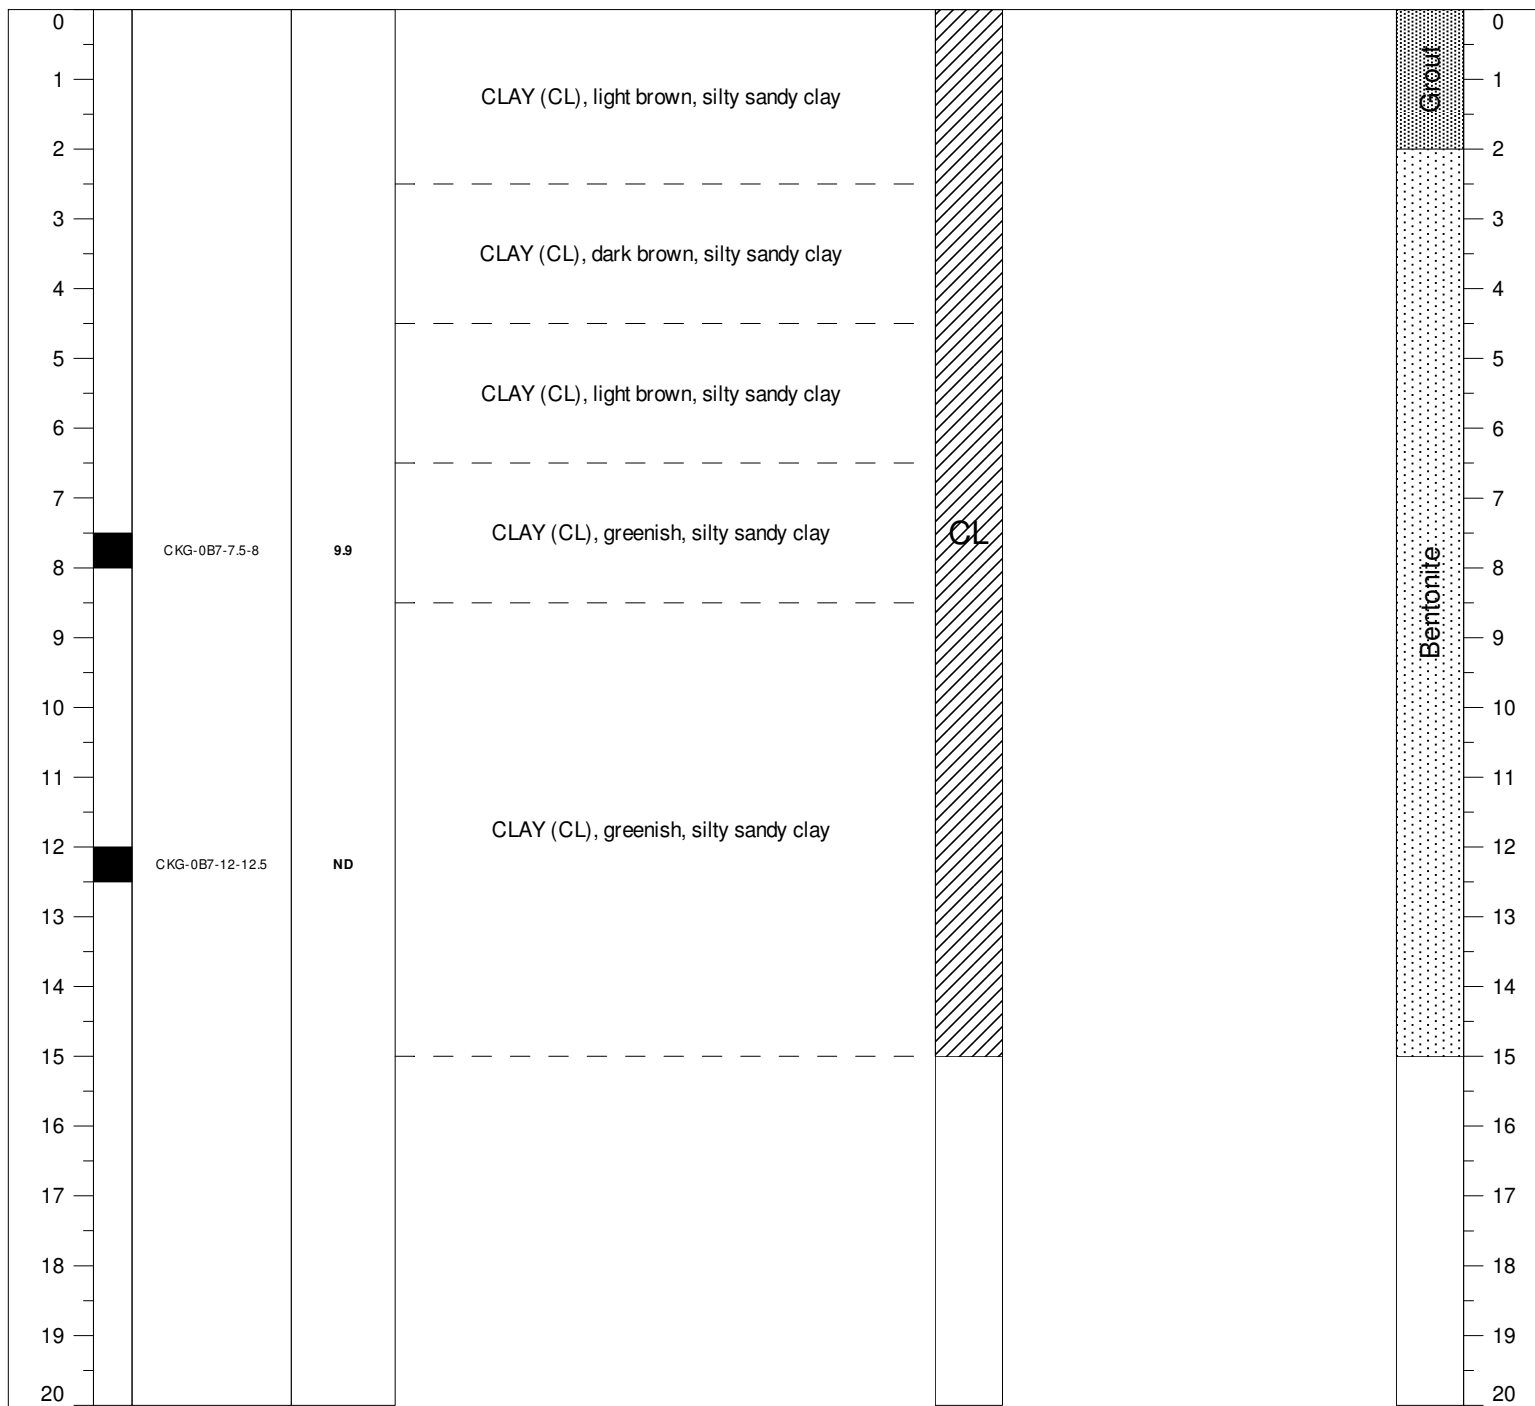 0 0
1 CLAY (CL), light brown, silty sandy clay Grout 1
2 2
3 3
CLAY (CL), dark brown, silty sandy clay
4 4
5 5
CLAY (CL), light brown, silty sandy clay
6 6
7 7
CKG-0B7-7.5-8 9.9 CLAY (CL), greenish, silty sandy clay CL
8 Bentonite 8
9 9
10 10
11 11
CLAY (CL), greenish, silty sandy clay
12 12
CKG-0B7-12-12.5 ND
13 13
14 14
15 15
16 16
17 17
18 18
19 19
20 20